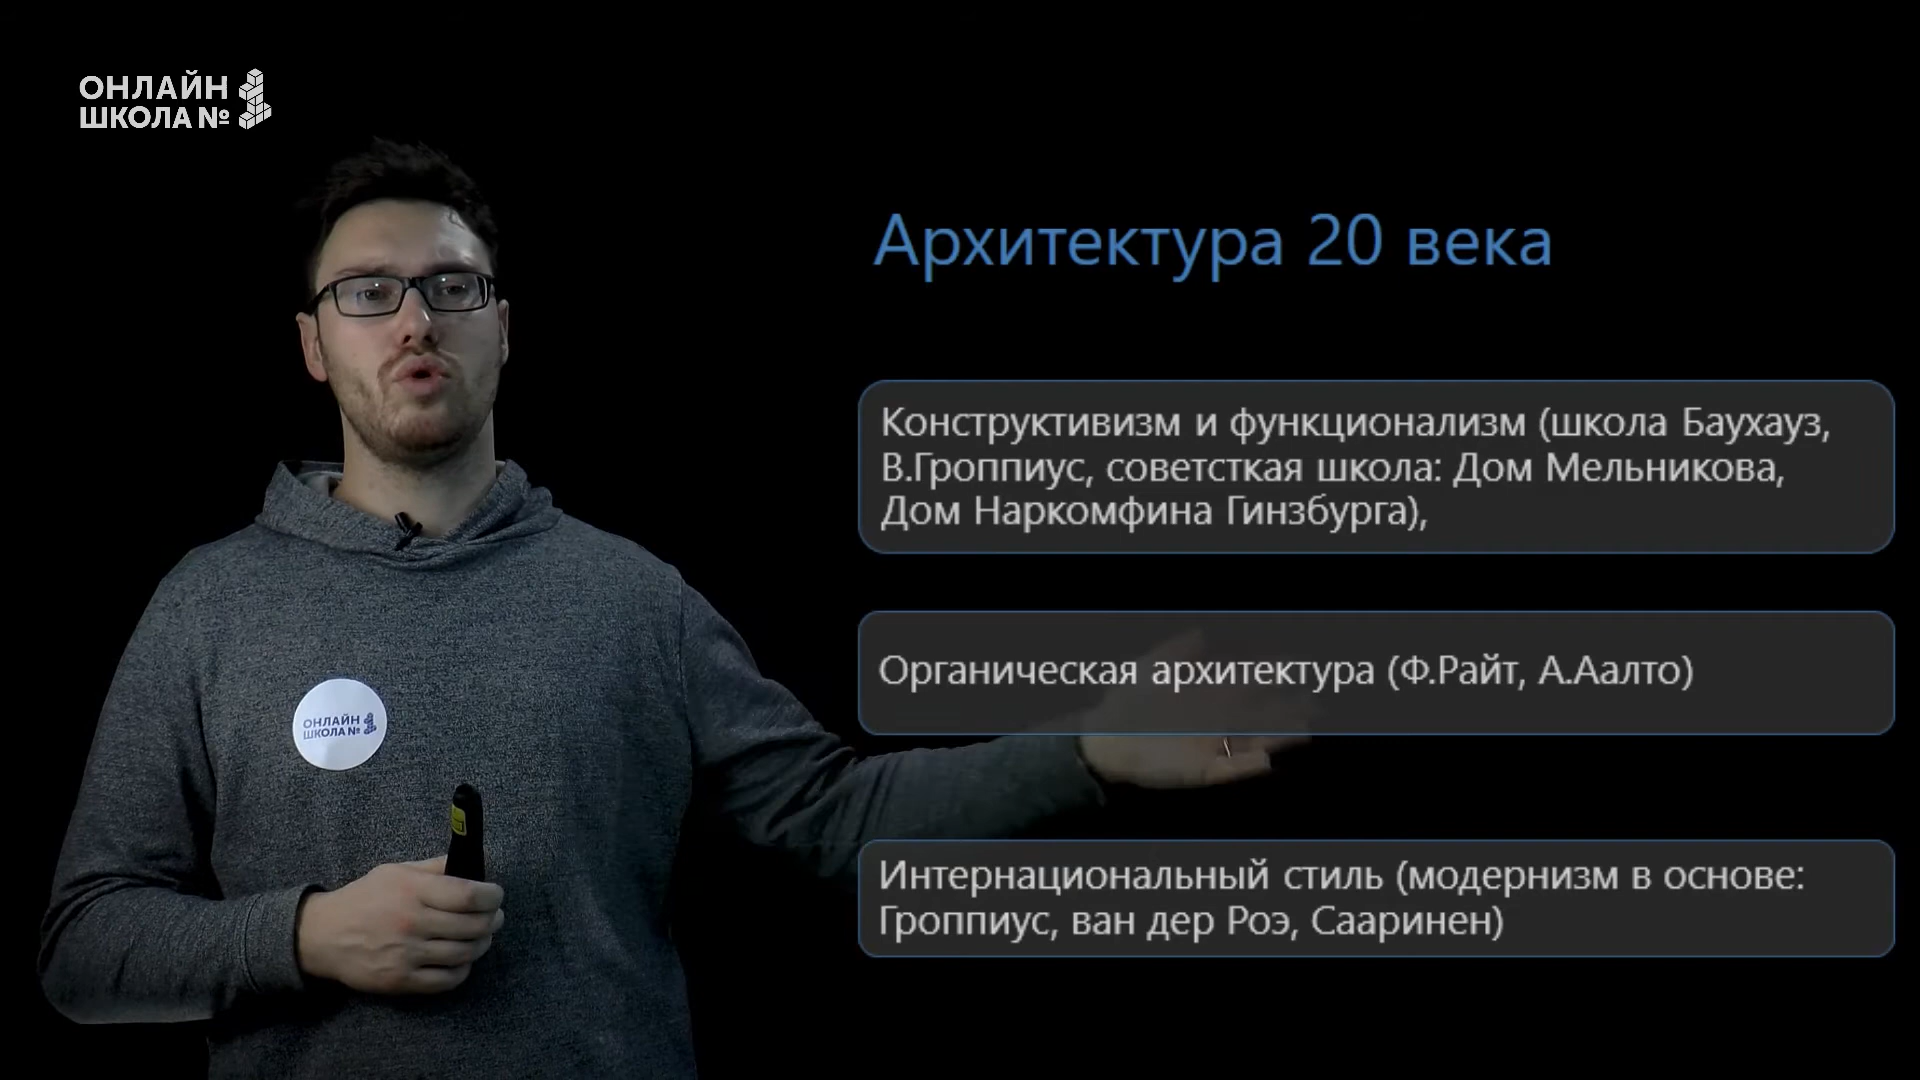 ОНЛАЙН
ШКОЛА №
Архитектура 20 века
Конструктивизм и функционализм (школа Баухауз,
В.Гроппиус, советсткая школа: Дом Мельникова,
Дом Наркомфина Гинзбурга),
Органическая архитектура (Ф.Райт, А.Аалто)
Интернациональный стиль (модернизм в основе:
Гроппиус, ван дер Роэ, Сааринен)
ОНЛАЙН
ШКОЛА №